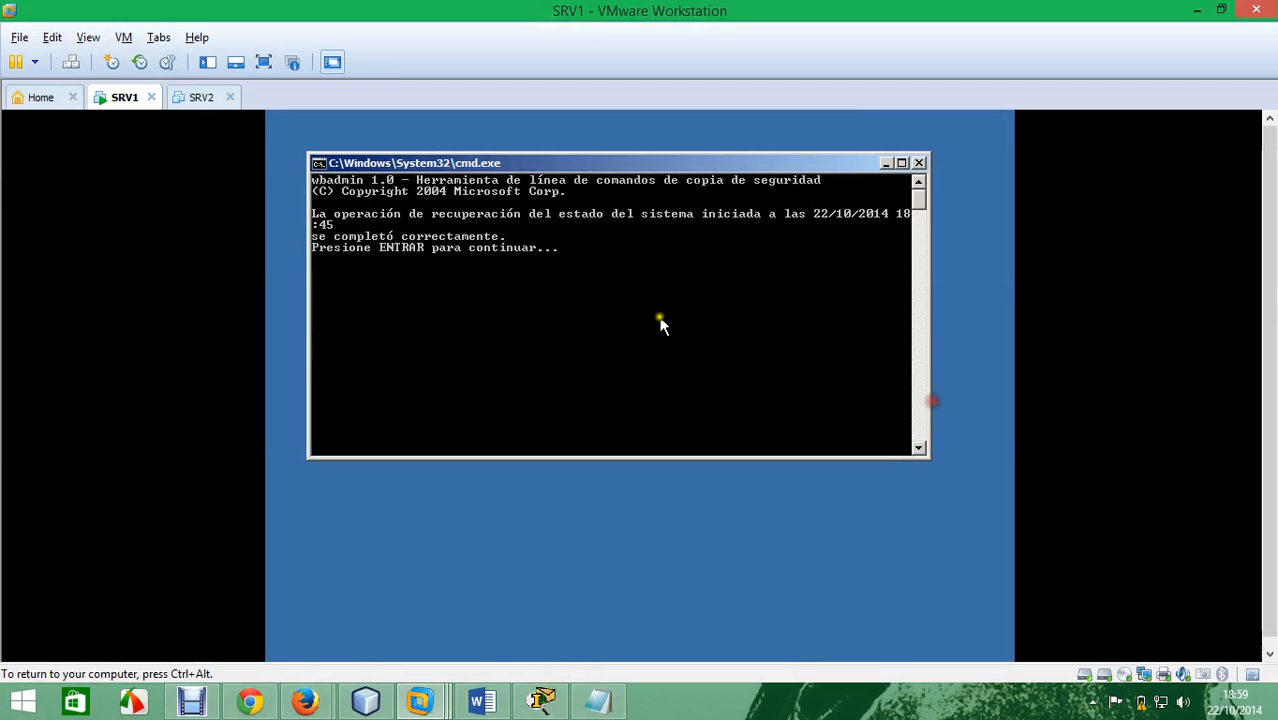 SRV1 - VMware Workstation
File Edit View VM Tabs Help
Home SRV1 SRV2
C:\Windows\System32\cmd.exe
wbadmin 1.0 - Herramienta de línea de comandos de copia de seguridad
(C) Copyright 2004 Microsoft Corp.
La operación de recuperación del estado del sistema iniciada a las 22/10/2014 18
:45
se completó correctamente.
Presione ENTRAR para continuar...
To return to your computer, press Ctrl+Alt.
18:59
22/10/2014